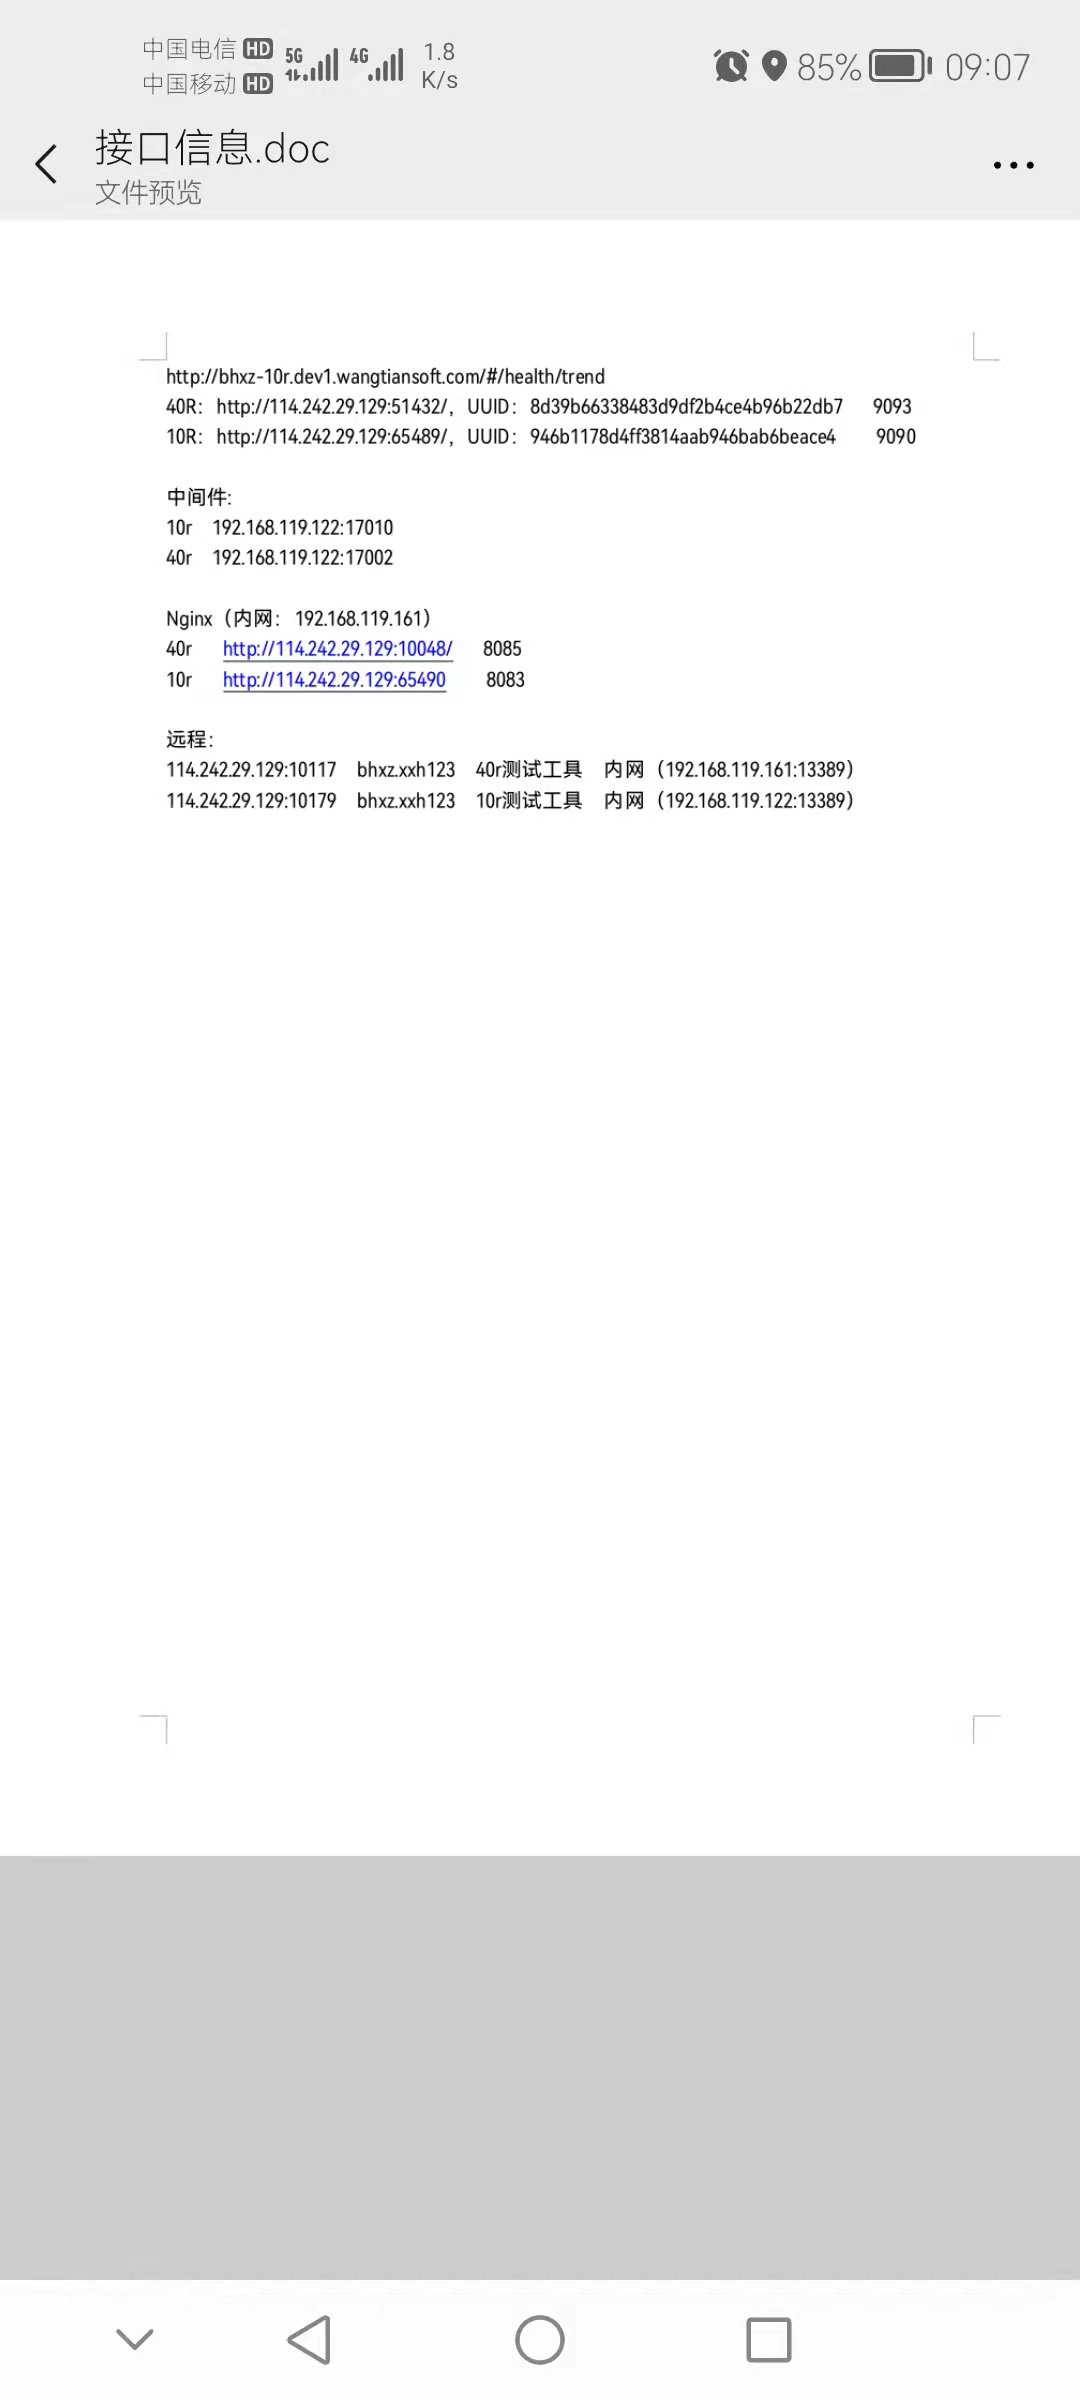 中国电信 HD 5G 4G 1.8
中国移动 HD K/s 85% 09:07
接口信息.doc
文件预览
http://bhxz-10r.dev1.wangtiansoft.com/#/health/trend
40R：http://114.242.29.129:51432/，UUID：8d39b66338483d9df2b4ce4b96b22db7 9093
10R：http://114.242.29.129:65489/，UUID：946b1178d4ff3814aab946bab6beace4 9090
中间件:
10r 192.168.119.122:17010
40r 192.168.119.122:17002
Nginx（内网：192.168.119.161）
40r http://114.242.29.129:10048/ 8085
10r http://114.242.29.129:65490 8083
远程：
114.242.29.129:10117 bhxz.xxh123 40r测试工具 内网（192.168.119.161:13389）
114.242.29.129:10179 bhxz.xxh123 10r测试工具 内网（192.168.119.122:13389）